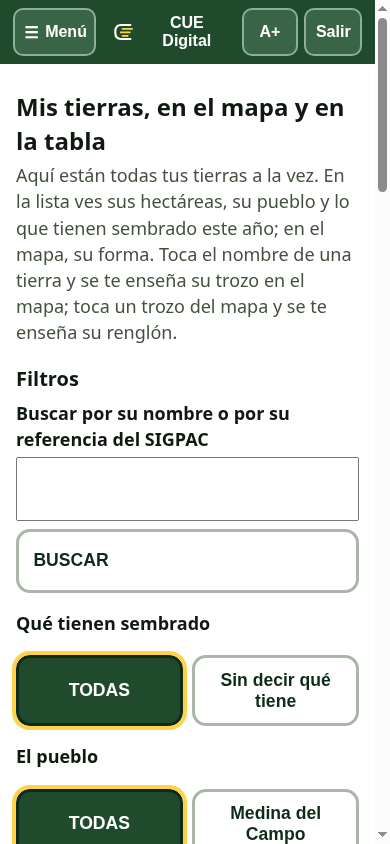 ☰ Menú
CUE
Digital
A+
Salir
Mis tierras, en el mapa y en
la tabla
Aquí están todas tus tierras a la vez. En
la lista ves sus hectáreas, su pueblo y lo
que tienen sembrado este año; en el
mapa, su forma. Toca el nombre de una
tierra y se te enseña su trozo en el
mapa; toca un trozo del mapa y se te
enseña su renglón.
Filtros
Buscar por su nombre o por su
referencia del SIGPAC
BUSCAR
Qué tienen sembrado
TODAS
Sin decir qué
tiene
El pueblo
TODAS
Medina del
Campo